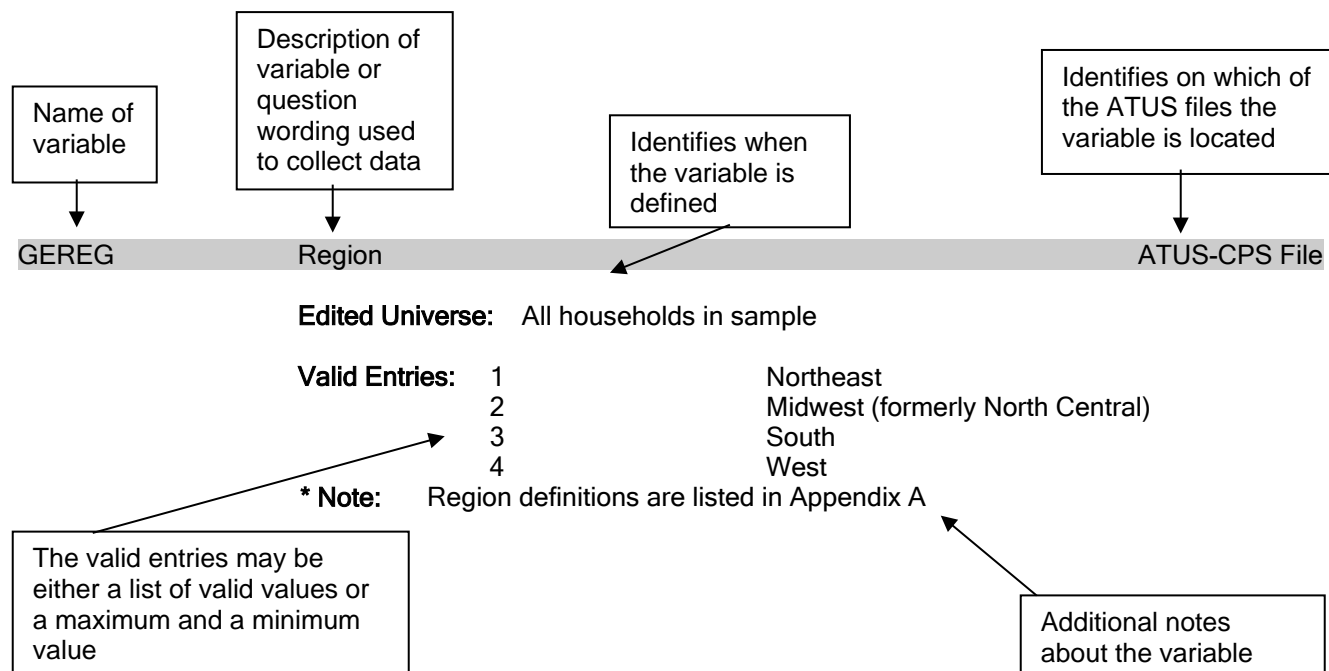 Name of
variable
Description of
variable or
question
wording used
to collect data
Identifies when
the variable is
defined
Identifies on which of
the ATUS files the
variable is located
GEREG Region ATUS-CPS File
Edited Universe: All households in sample
Valid Entries: 1 Northeast
2 Midwest (formerly North Central)
3 South
4 West
* Note: Region definitions are listed in Appendix A
The valid entries may be
either a list of valid values or
a maximum and a minimum
value
Additional notes
about the variable